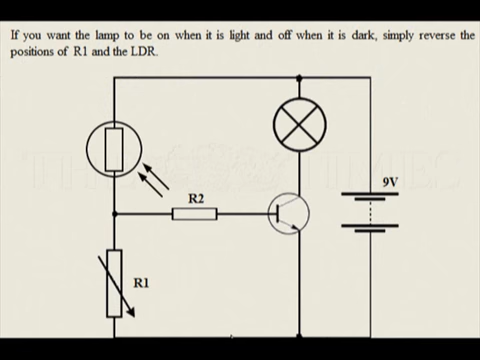 If you want the lamp to be on when it is light and off when it is dark, simply reverse the
positions of R1 and the LDR.
9V
R2
R1